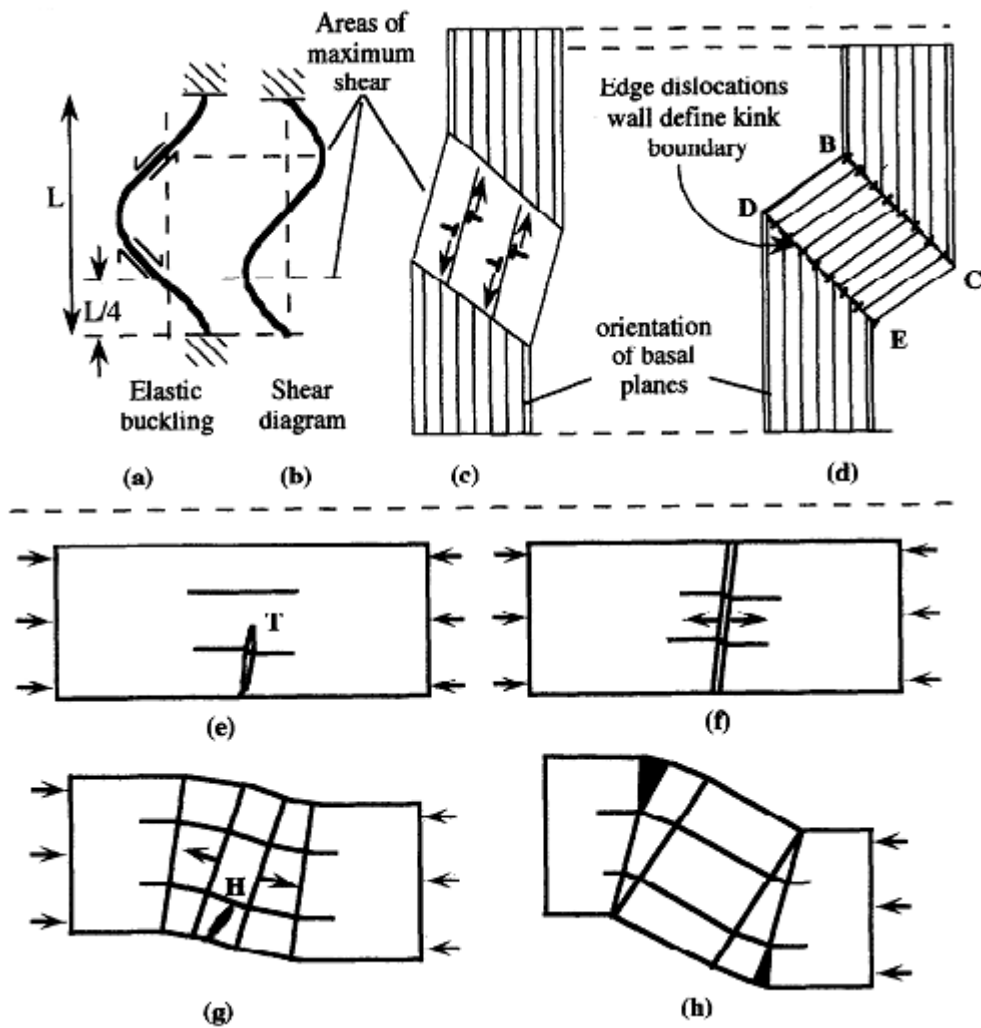 Areas of
maximum
shear
Edge dislocations
wall define kink
boundary
B
D
L
C
L/4
E
orientation
of basal
planes
Elastic
buckling
Shear
diagram
(a)
(b)
(c)
(d)
T
(e)
(f)
H
(g)
(h)